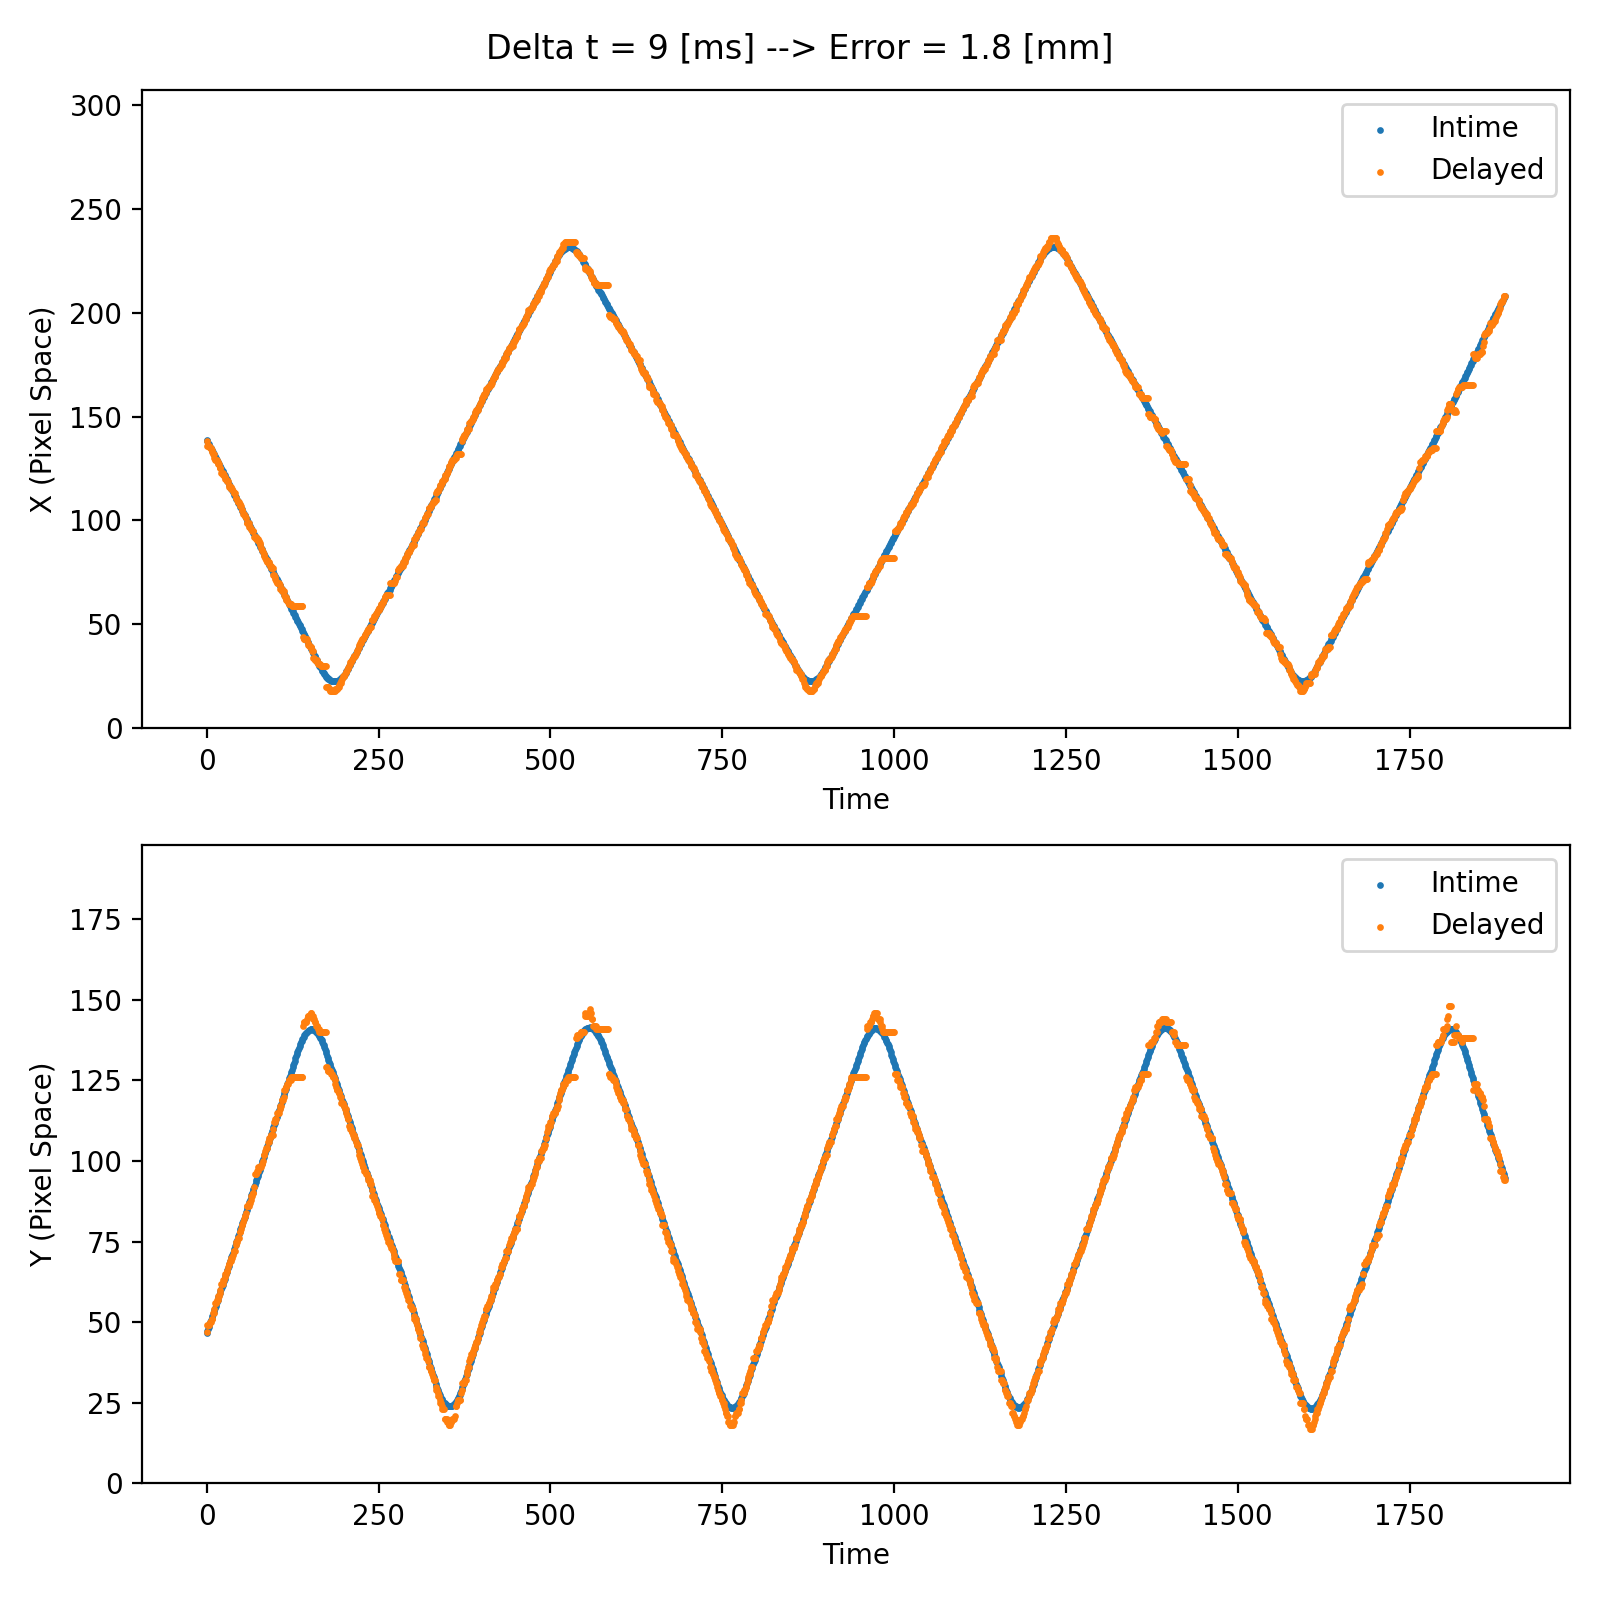 Delta t = 9 [ms] --> Error = 1.8 [mm]
300
250
200
150
100
50
0
X (Pixel Space)
Intime
Delayed
0 250 500 750 1000 1250 1500 1750
Time
175
150
125
100
75
50
25
0
Y (Pixel Space)
Intime
Delayed
0 250 500 750 1000 1250 1500 1750
Time